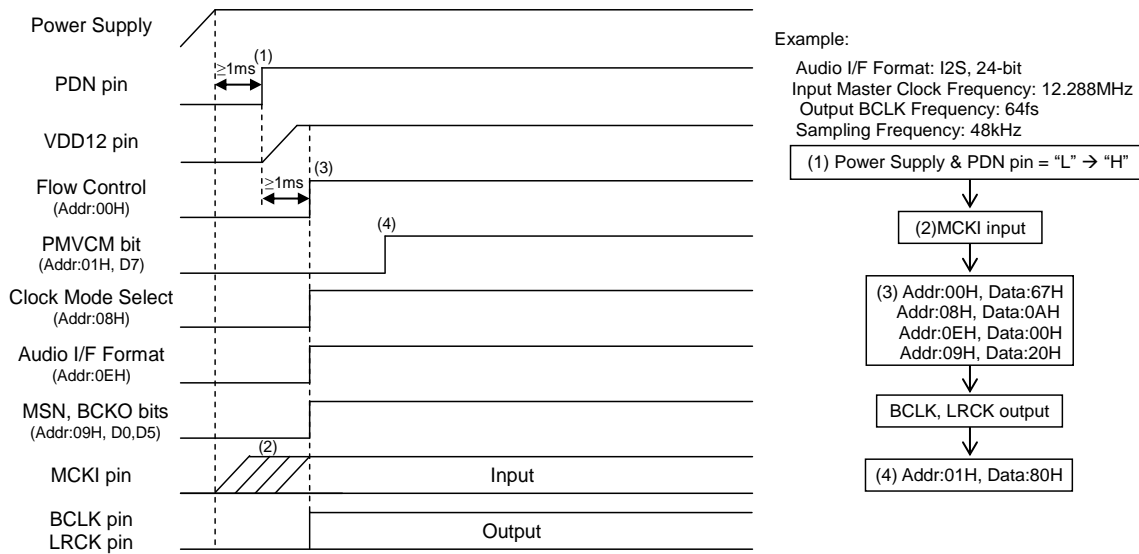 Power Supply
(1)
≥1ms
PDN pin
VDD12 pin
(3)
Flow Control
(Addr:00H)
≥1ms
(4)
PMVCM bit
(Addr:01H, D7)
Clock Mode Select
(Addr:08H)
Audio I/F Format
(Addr:0EH)
MSN, BCKO bits
(Addr:09H, D0,D5)
(2)
MCKI pin
Input
BCLK pin
LRCK pin
Output
Example:
Audio I/F Format: I2S, 24-bit
Input Master Clock Frequency: 12.288MHz
Output BCLK Frequency: 64fs
Sampling Frequency: 48kHz
(1) Power Supply & PDN pin = “L” → “H”
(2)MCKI input
(3) Addr:00H, Data:67H
Addr:08H, Data:0AH
Addr:0EH, Data:00H
Addr:09H, Data:20H
BCLK, LRCK output
(4) Addr:01H, Data:80H